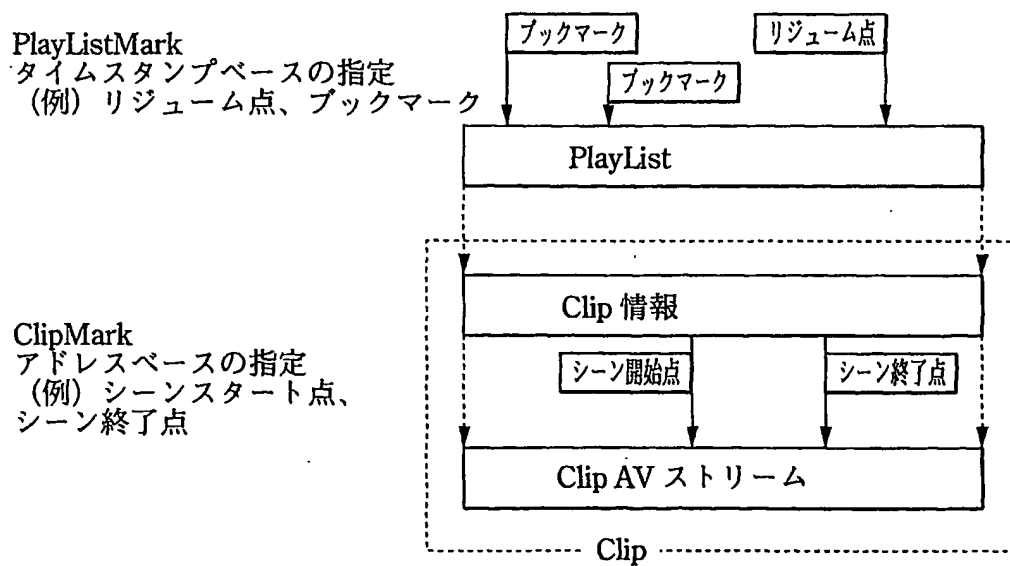 PlayListMark
タイムスタンプベースの指定
（例）リジューム点、ブックマーク
ブックマーク
リジューム点
ブックマーク
PlayList
Clip 情報
ClipMark
アドレスベースの指定
（例）シーンスタート点、
シーン終了点
シーン開始点
シーン終了点
Clip AV ストリーム
Clip